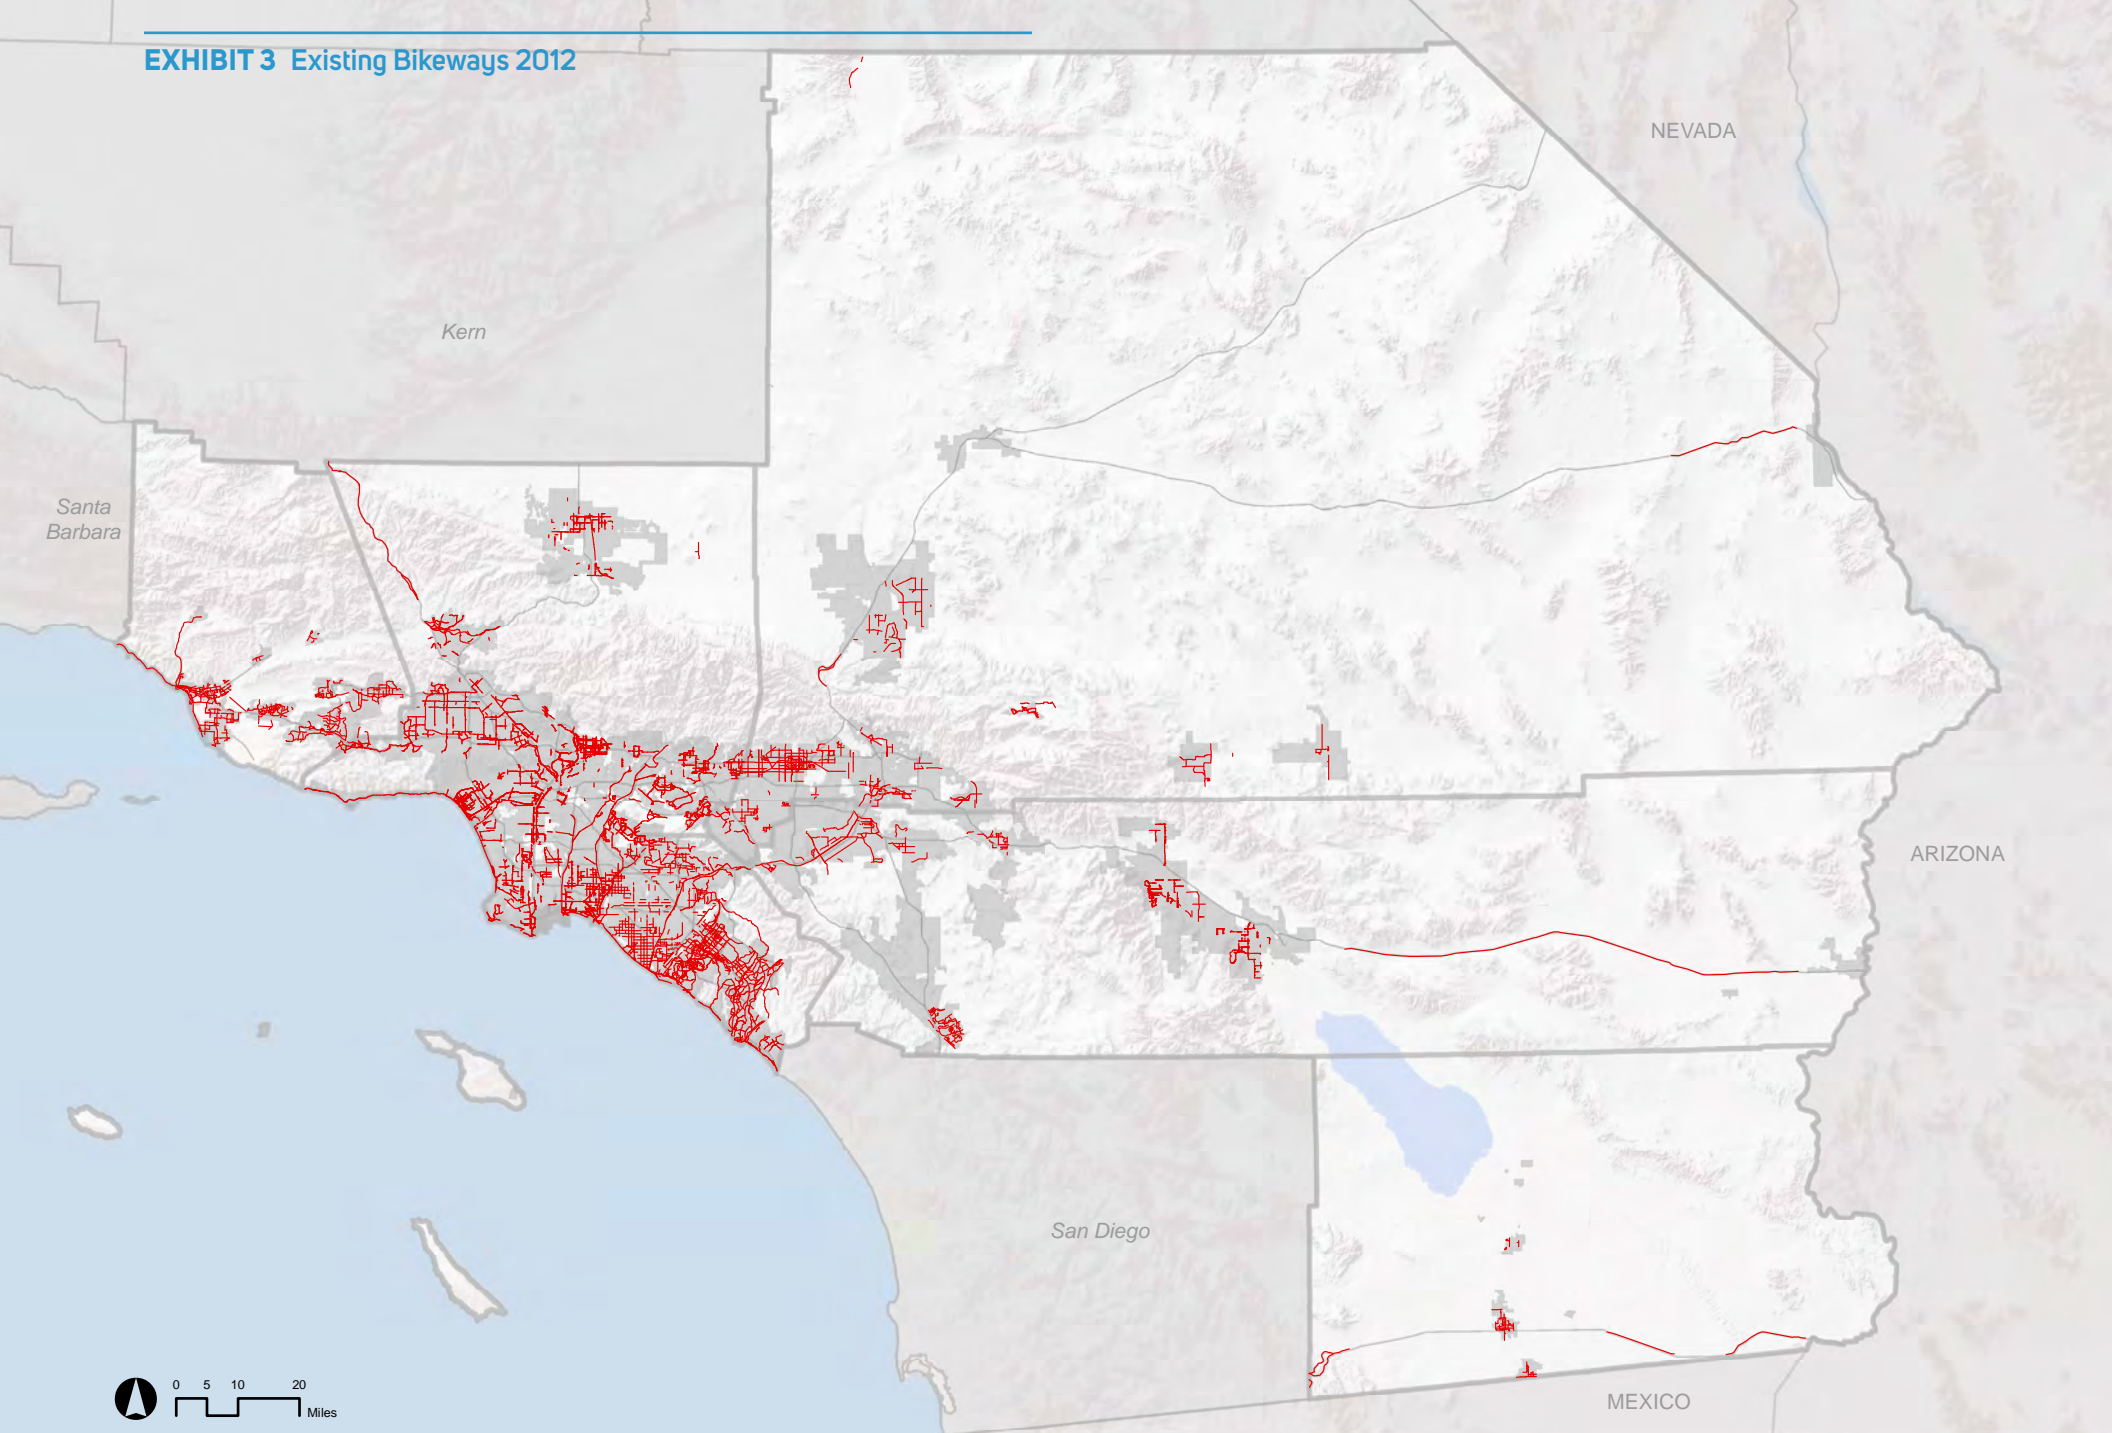 EXHIBIT 3 Existing Bikeways 2012
NEVADA
Kern
Santa
Barbara
ARIZONA
San Diego
0 5 10 20
Miles
MEXICO